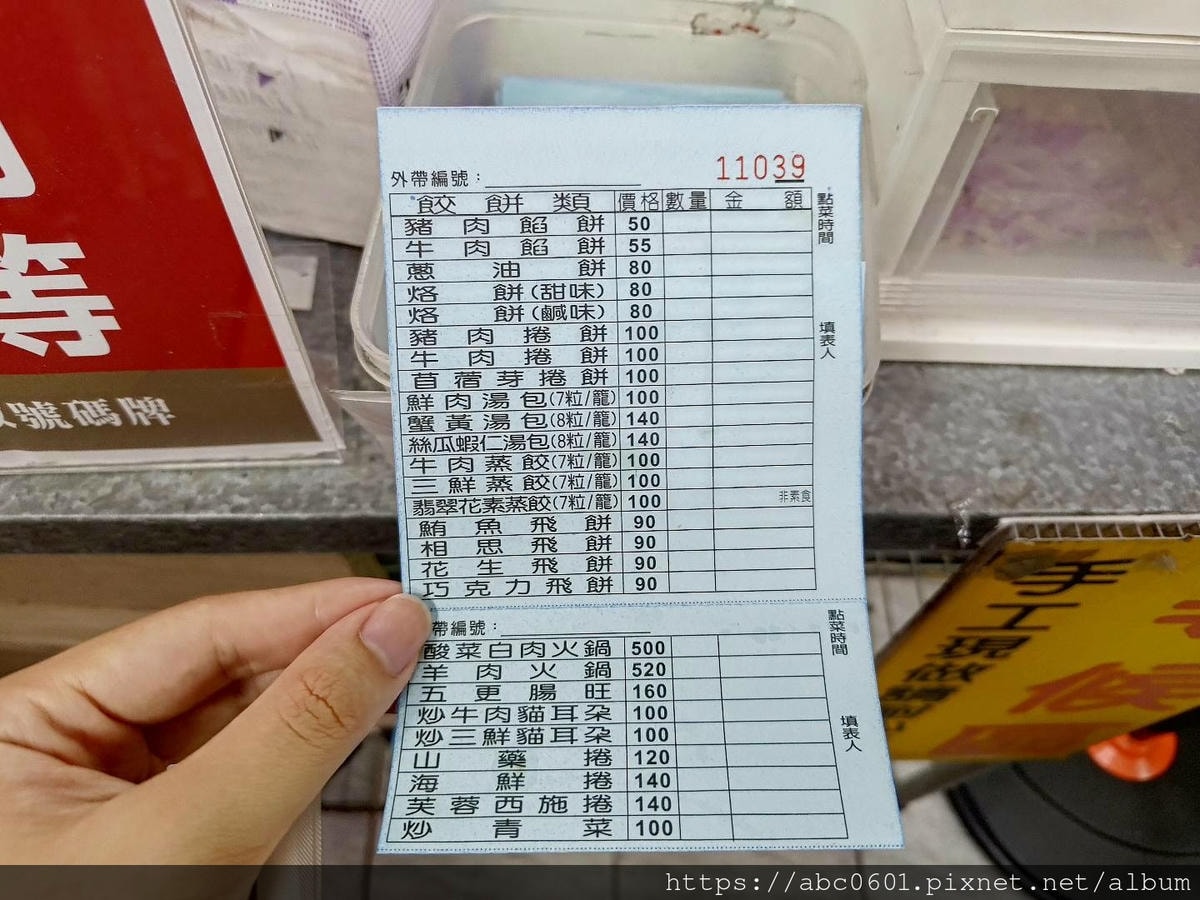 等
號碼牌
11039
外帶編號：
餃餅類 價格 數量 金額
點菜時間
豬肉餡餅 50
牛肉餡餅 55
蔥油餅 80
烙餅(甜味) 80
烙餅(鹹味) 80
填表人
豬肉捲餅 100
牛肉捲餅 100
苜蓿芽捲餅 100
鮮肉湯包(7粒/籠) 100
蟹黃湯包(8粒/籠) 140
絲瓜蝦仁湯包(8粒/籠) 140
牛肉蒸餃(7粒/籠) 100
三鮮蒸餃(7粒/籠) 100
翡翠花素蒸餃(7粒/籠) 100 非素食
鮪魚飛餅 90
相思飛餅 90
花生飛餅 90
巧克力飛餅 90
帶編號：
點菜時間
酸菜白肉火鍋 500
羊肉火鍋 520
五更腸旺 160
炒牛肉貓耳朵 100
炒三鮮貓耳朵 100
填表人
山藥捲 120
海鮮捲 140
芙蓉西施捲 140
炒青菜 100
手工現做
候
https://abc0601.pixnet.net/album